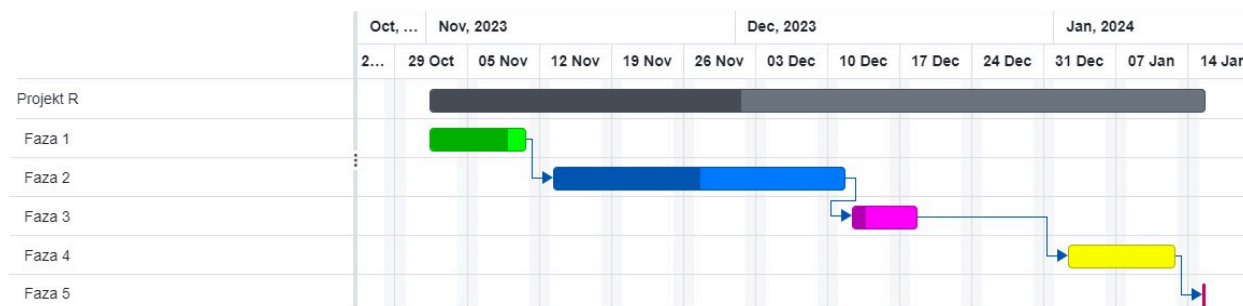 Oct, ... Nov, 2023 Dec, 2023 Jan, 2024
2... 29 Oct 05 Nov 12 Nov 19 Nov 26 Nov 03 Dec 10 Dec 17 Dec 24 Dec 31 Dec 07 Jan 14 Jan
Projekt R
Faza 1
Faza 2
Faza 3
Faza 4
Faza 5